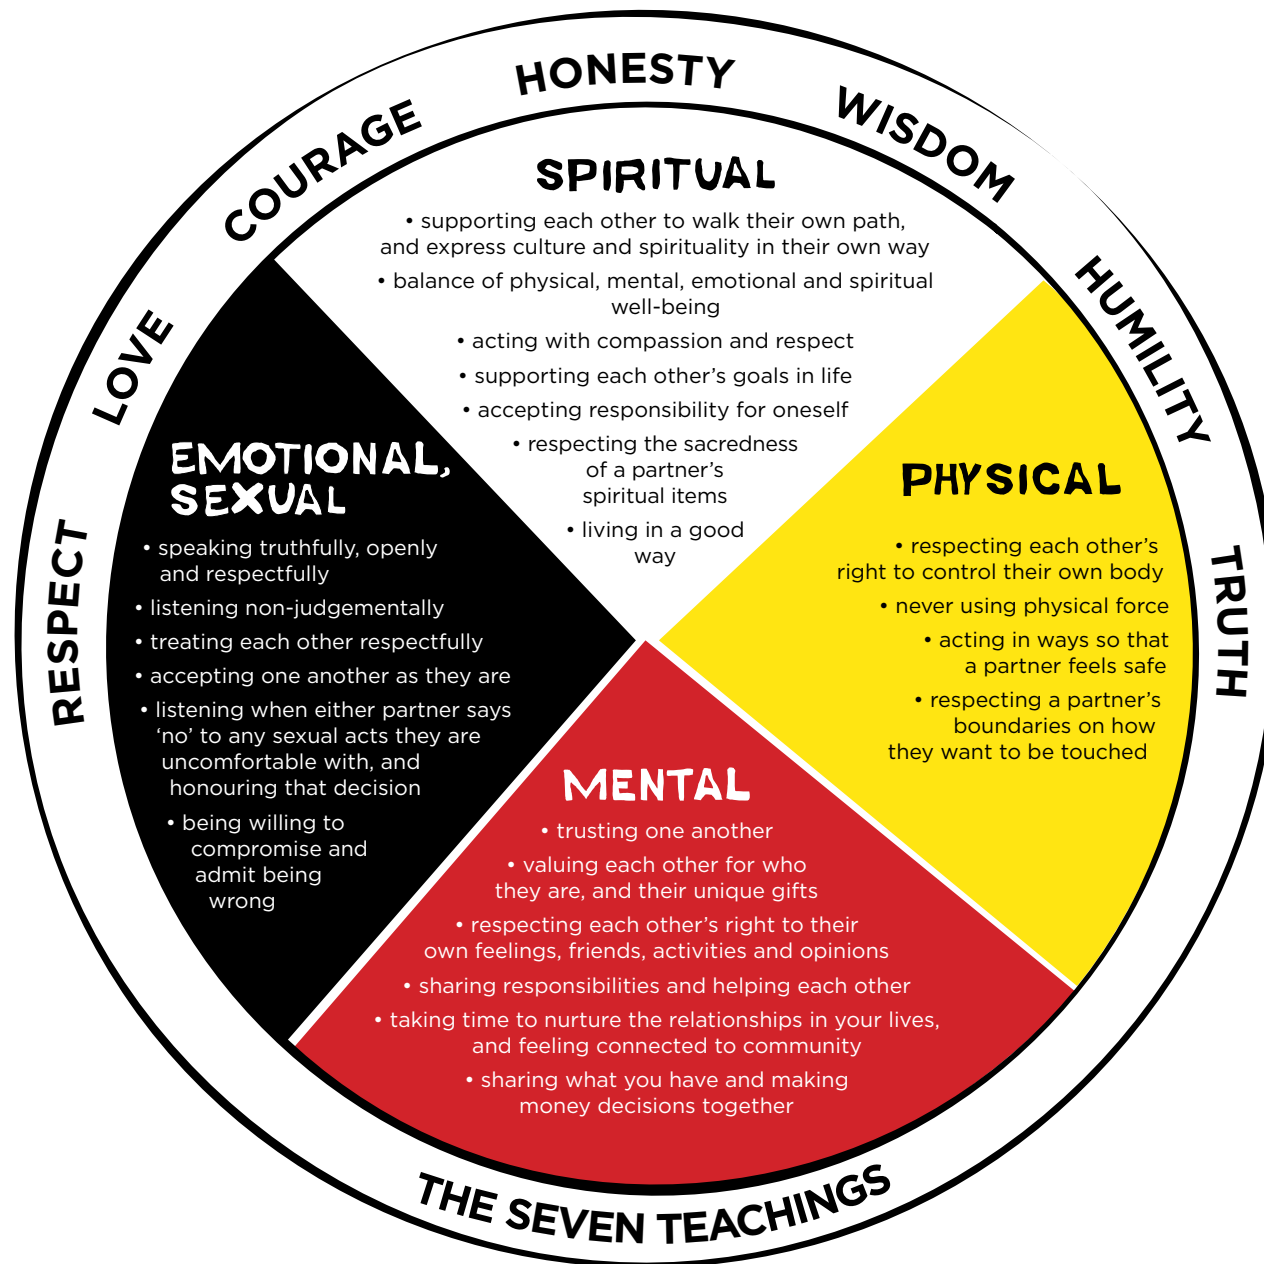 RESPECT
LOVE
COURAGE
HONESTY
WISDOM
HUMILITY
TRUTH
SPIRITUAL
• supporting each other to walk their own path,
and express culture and spirituality in their own way
• balance of physical, mental, emotional and spiritual
well-being
• acting with compassion and respect
• supporting each other’s goals in life
• accepting responsibility for oneself
• respecting the sacredness
of a partner’s
spiritual items
• living in a good
way
EMOTIONAL,
SEXUAL
• speaking truthfully, openly
and respectfully
• listening non-judgementally
• treating each other respectfully
• accepting one another as they are
• listening when either partner says
‘no’ to any sexual acts they are
uncomfortable with, and
honouring that decision
• being willing to
compromise and
admit being
wrong
PHYSICAL
• respecting each other’s
right to control their own body
• never using physical force
• acting in ways so that
a partner feels safe
• respecting a partner’s
boundaries on how
they want to be touched
MENTAL
• trusting one another
• valuing each other for who
they are, and their unique gifts
• respecting each other’s right to their
own feelings, friends, activities and opinions
• sharing responsibilities and helping each other
• taking time to nurture the relationships in your lives,
and feeling connected to community
• sharing what you have and making
money decisions together
THE SEVEN TEACHINGS